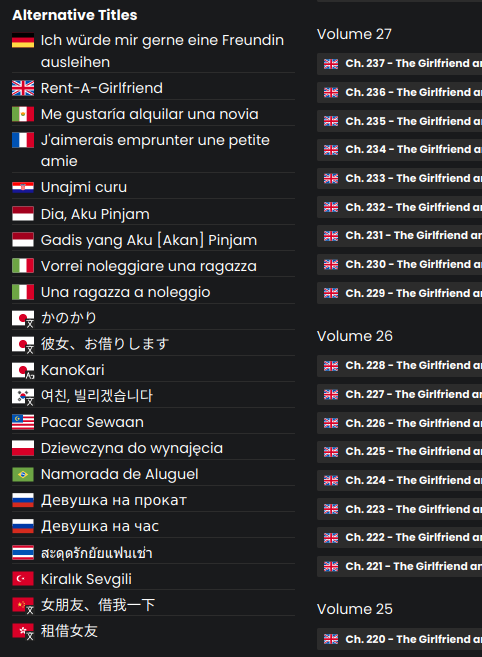 Alternative Titles
Ich würde mir gerne eine Freundin
ausleihen
Rent-A-Girlfriend
Me gustaría alquilar una novia
J'aimerais emprunter une petite
amie
Unajmi curu
Dia, Aku Pinjam
Gadis yang Aku [Akan] Pinjam
Vorrei noleggiare una ragazza
Una ragazza a noleggio
かのかり
彼女、お借りします
KanoKari
여친, 빌리겠습니다
Pacar Sewaan
Dziewczyna do wynajęcia
Namorada de Aluguel
Девушка на прокат
Девушка на час
สะดุดรักยัยแฟนเช่า
Kiralık Sevgili
女朋友、借我一下
租借女友
Volume 27
Ch. 237 - The Girlfriend
Ch. 236 - The Girlfriend
Ch. 235 - The Girlfriend
Ch. 234 - The Girlfriend
Ch. 233 - The Girlfriend
Ch. 232 - The Girlfriend
Ch. 231 - The Girlfriend
Ch. 230 - The Girlfriend
Ch. 229 - The Girlfriend
Volume 26
Ch. 228 - The Girlfriend
Ch. 227 - The Girlfriend
Ch. 226 - The Girlfriend
Ch. 225 - The Girlfriend
Ch. 224 - The Girlfriend
Ch. 223 - The Girlfriend
Ch. 222 - The Girlfriend
Ch. 221 - The Girlfriend
Volume 25
Ch. 220 - The Girlfriend